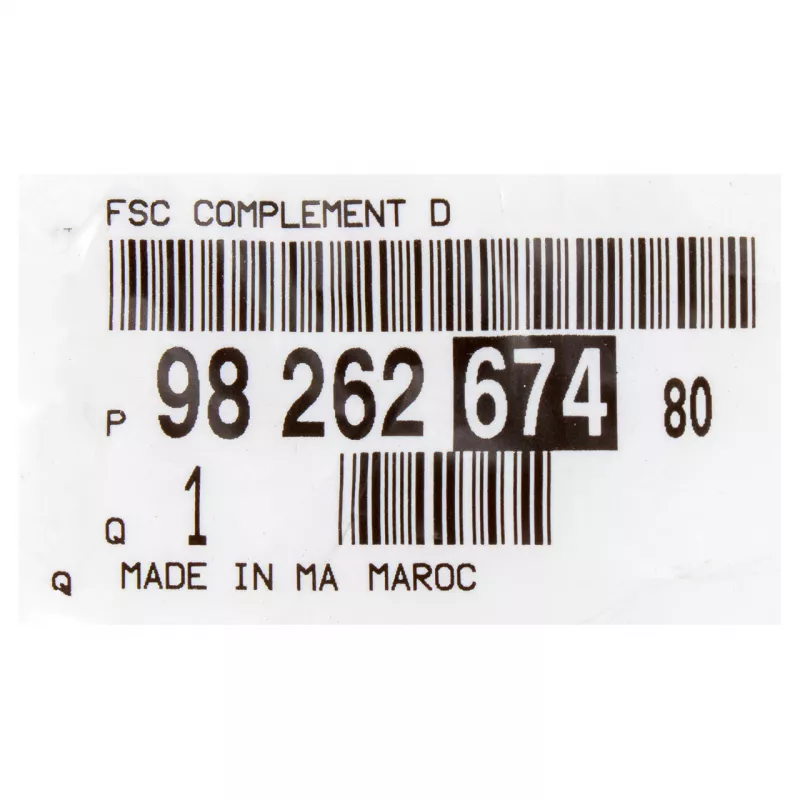 FSC COMPLEMENT D
P 98 262 674 80
Q 1
Q MADE IN MA MAROC